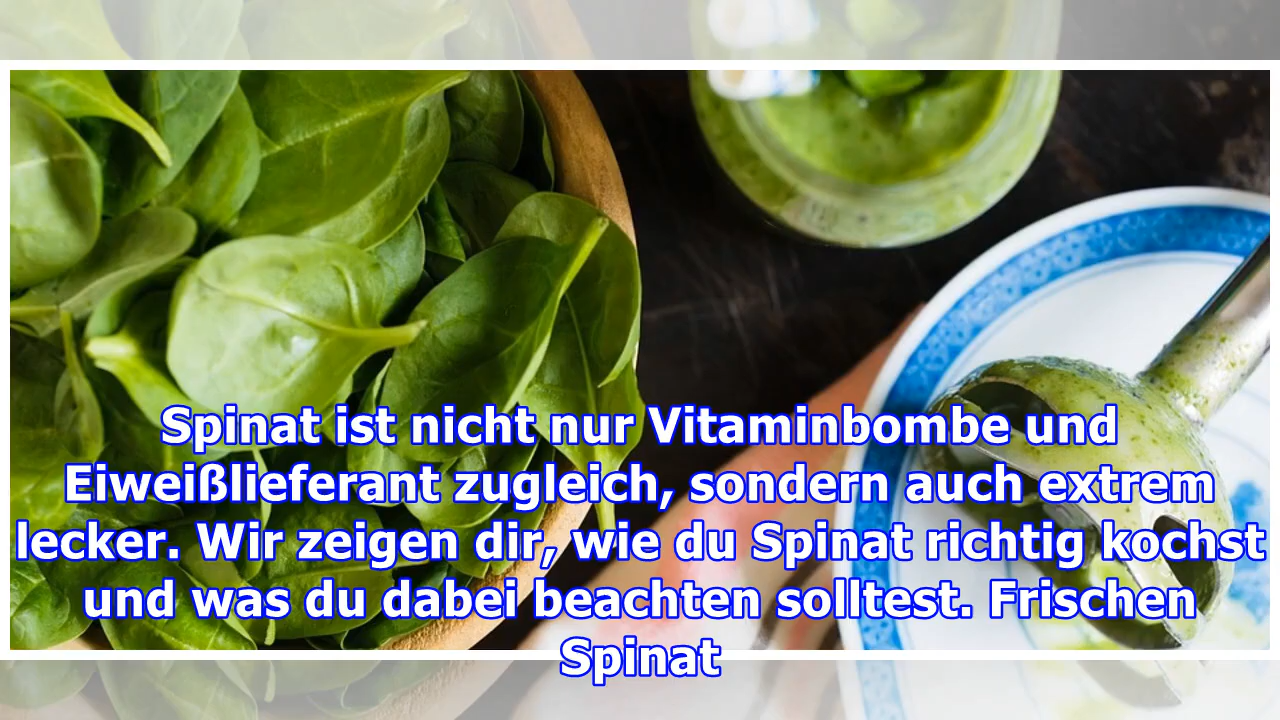 Spinat ist nicht nur Vitaminbombe und
Eiweißlieferant zugleich, sondern auch extrem
lecker. Wir zeigen dir, wie du Spinat richtig kochst
und was du dabei beachten solltest. Frischen
Spinat